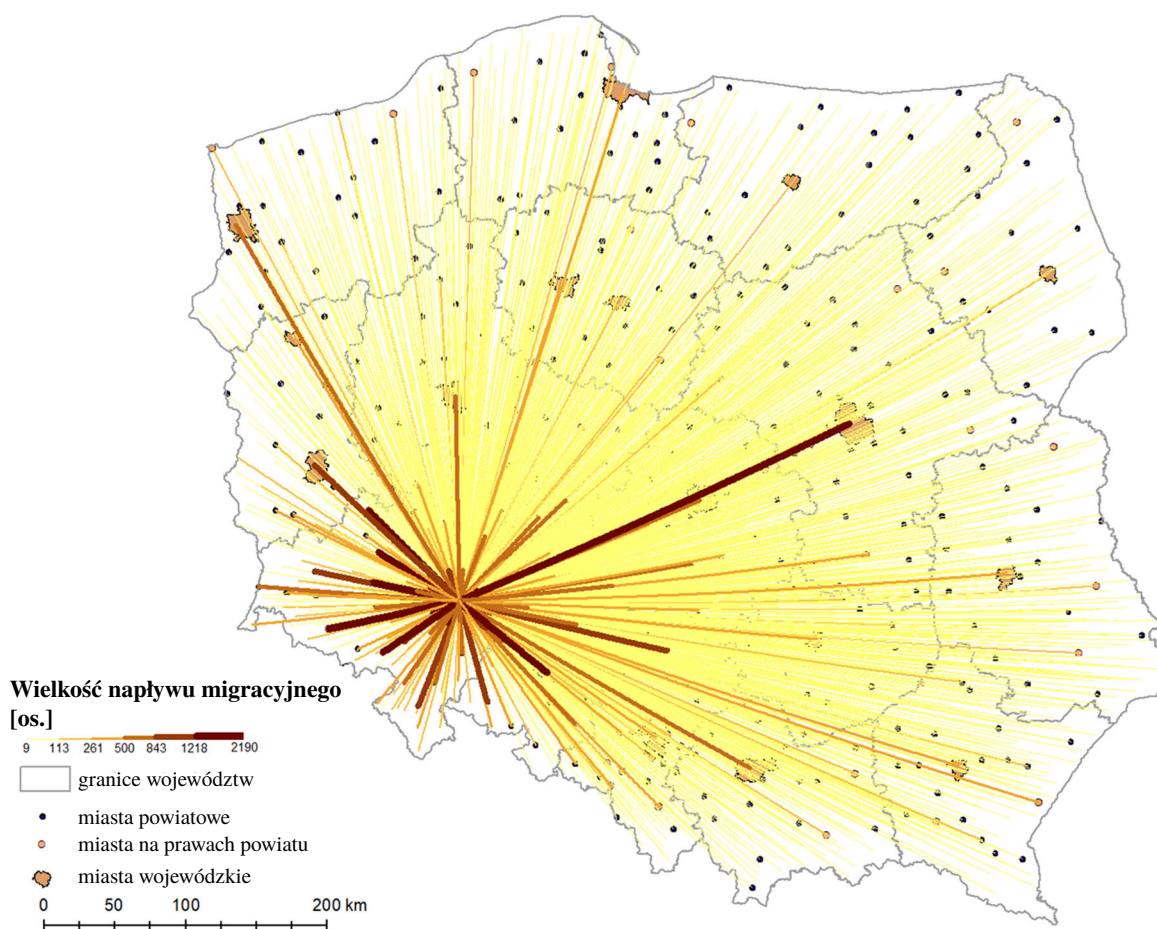 Wielkość napływu migracyjnego
[os.]
9 113 261 500 843 1218 2190
granice województw
miasta powiatowe
miasta na prawach powiatu
miasta wojewódzkie
0 50 100 200 km